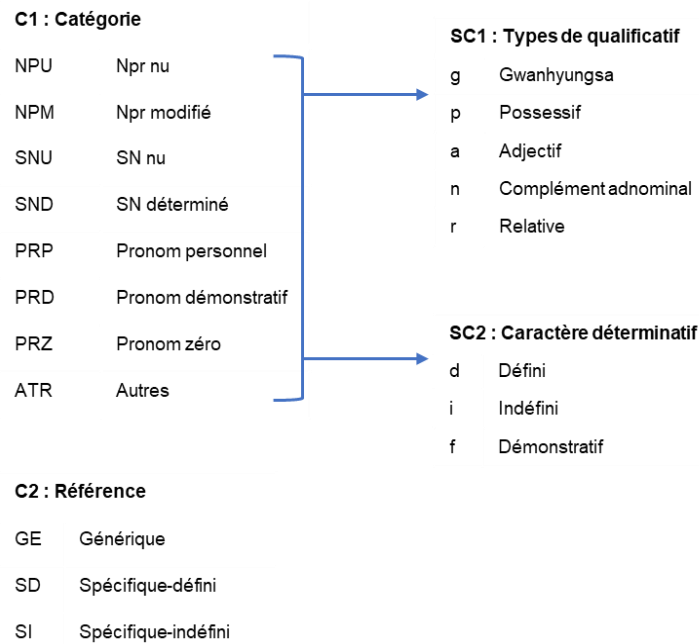 C1 : Catégorie
NPU Npr nu
NPM Npr modifié
SNU SN nu
SND SN déterminé
PRP Pronom personnel
PRD Pronom démonstratif
PRZ Pronom zéro
ATR Autres
SC1 : Types de qualificatif
g Gwanhyungsa
p Possessif
a Adjectif
n Complément adnominal
r Relative
SC2 : Caractère déterminatif
d Défini
i Indéfini
f Démonstratif
C2 : Référence
GE Générique
SD Spécifique-défini
SI Spécifique-indéfini